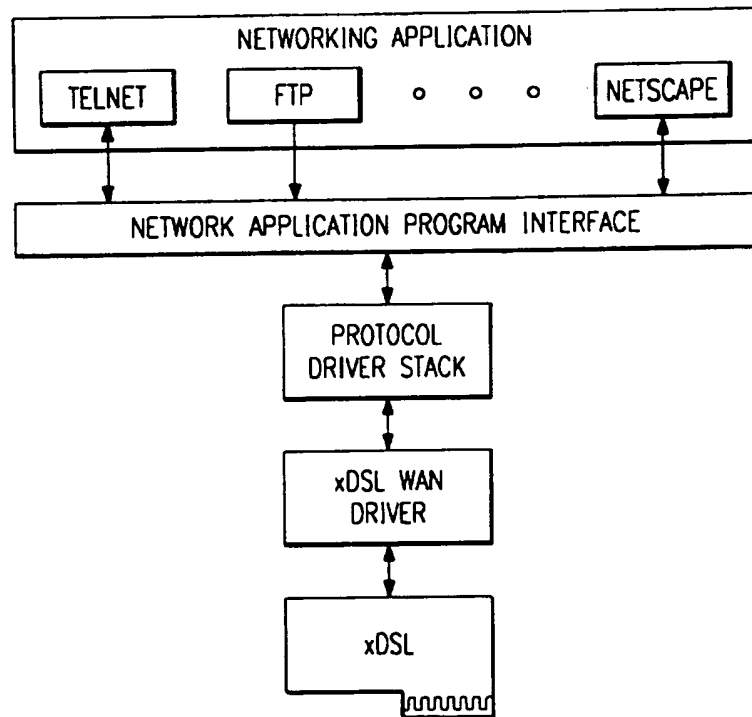 NETWORKING APPLICATION
TELNET
FTP
NETSCAPE
NETWORK APPLICATION PROGRAM INTERFACE
PROTOCOL
DRIVER STACK
xDSL WAN
DRIVER
xDSL